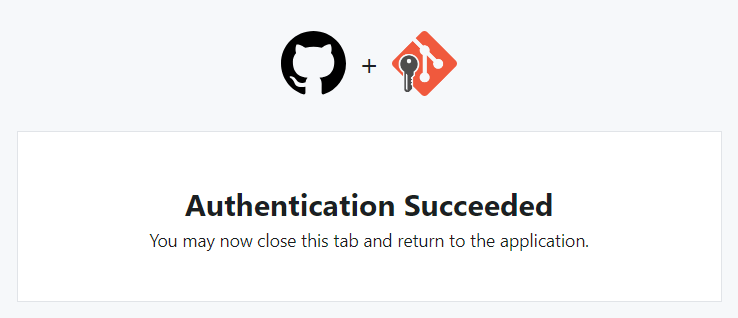 +
Authentication Succeeded
You may now close this tab and return to the application.